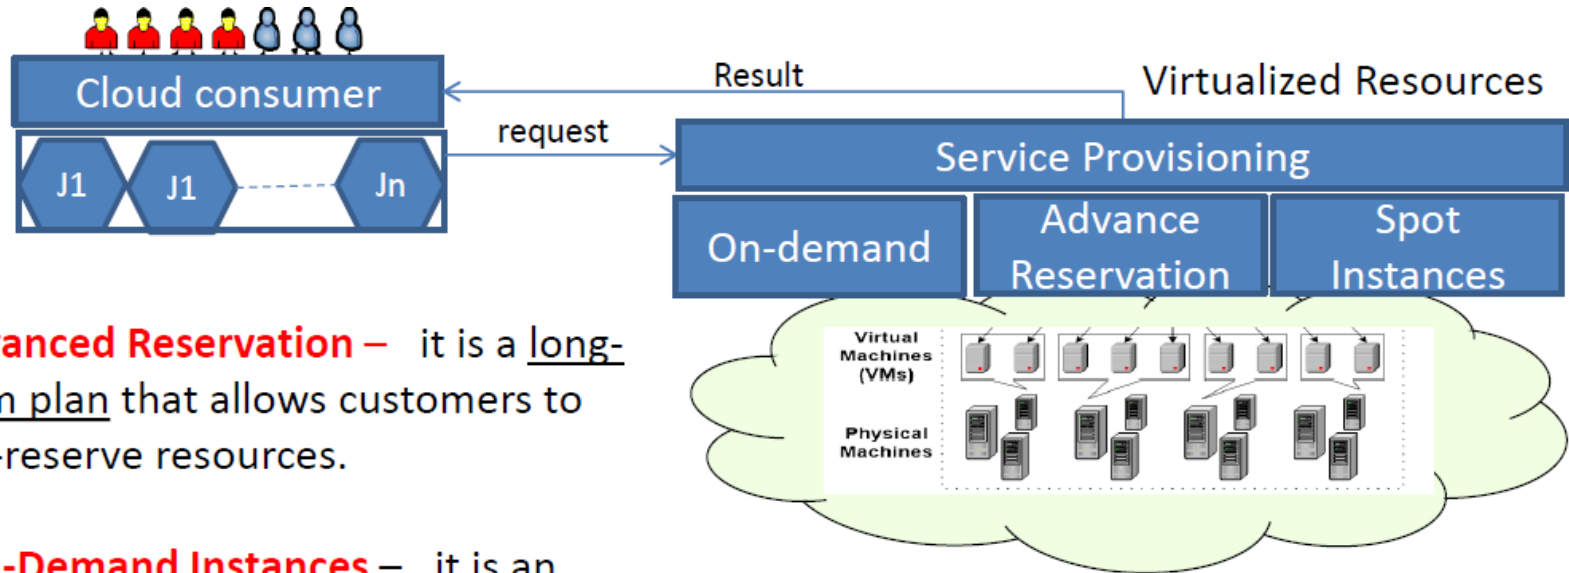 Cloud consumer
J1 J1 Jn
Result
request
Virtualized Resources
Service Provisioning
On-demand
Advance
Reservation
Spot
Instances
Virtual
Machines
(VMs)
Physical
Machines
vanced Reservation – it is a long-
m plan that allows customers to
-reserve resources.
-Demand Instances – it is an